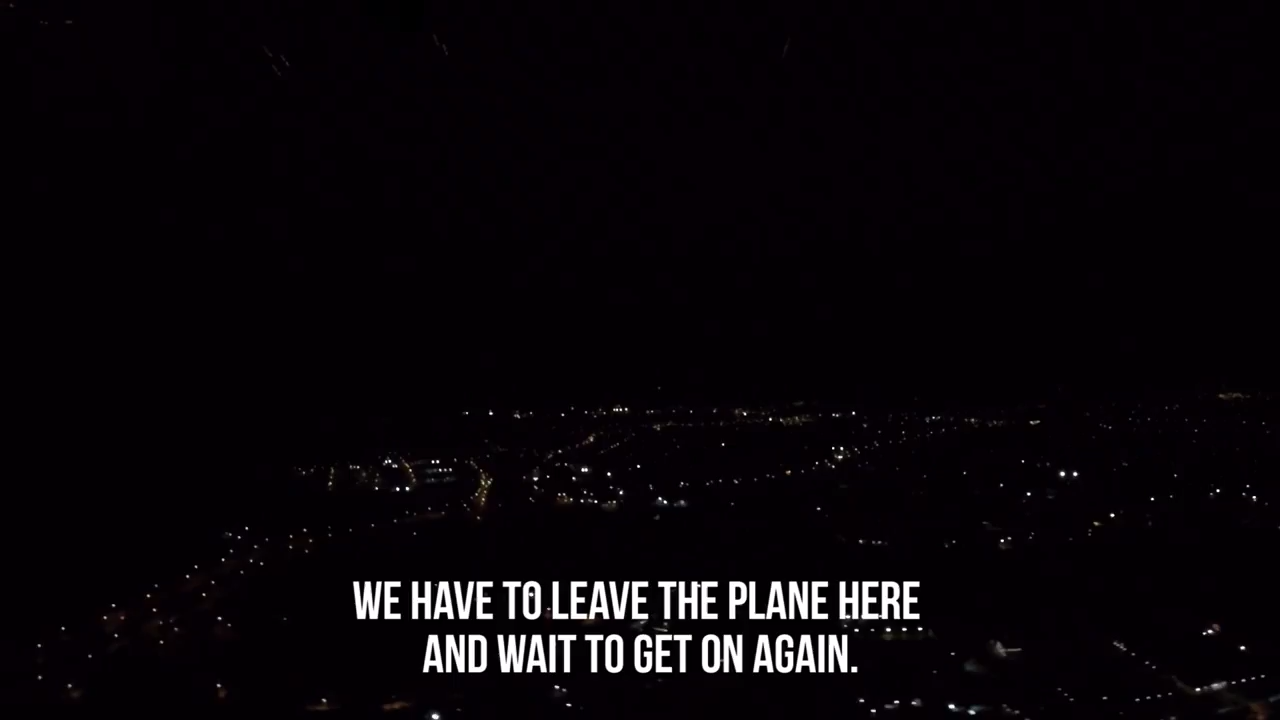 WE HAVE TO LEAVE THE PLANE HERE
AND WAIT TO GET ON AGAIN.